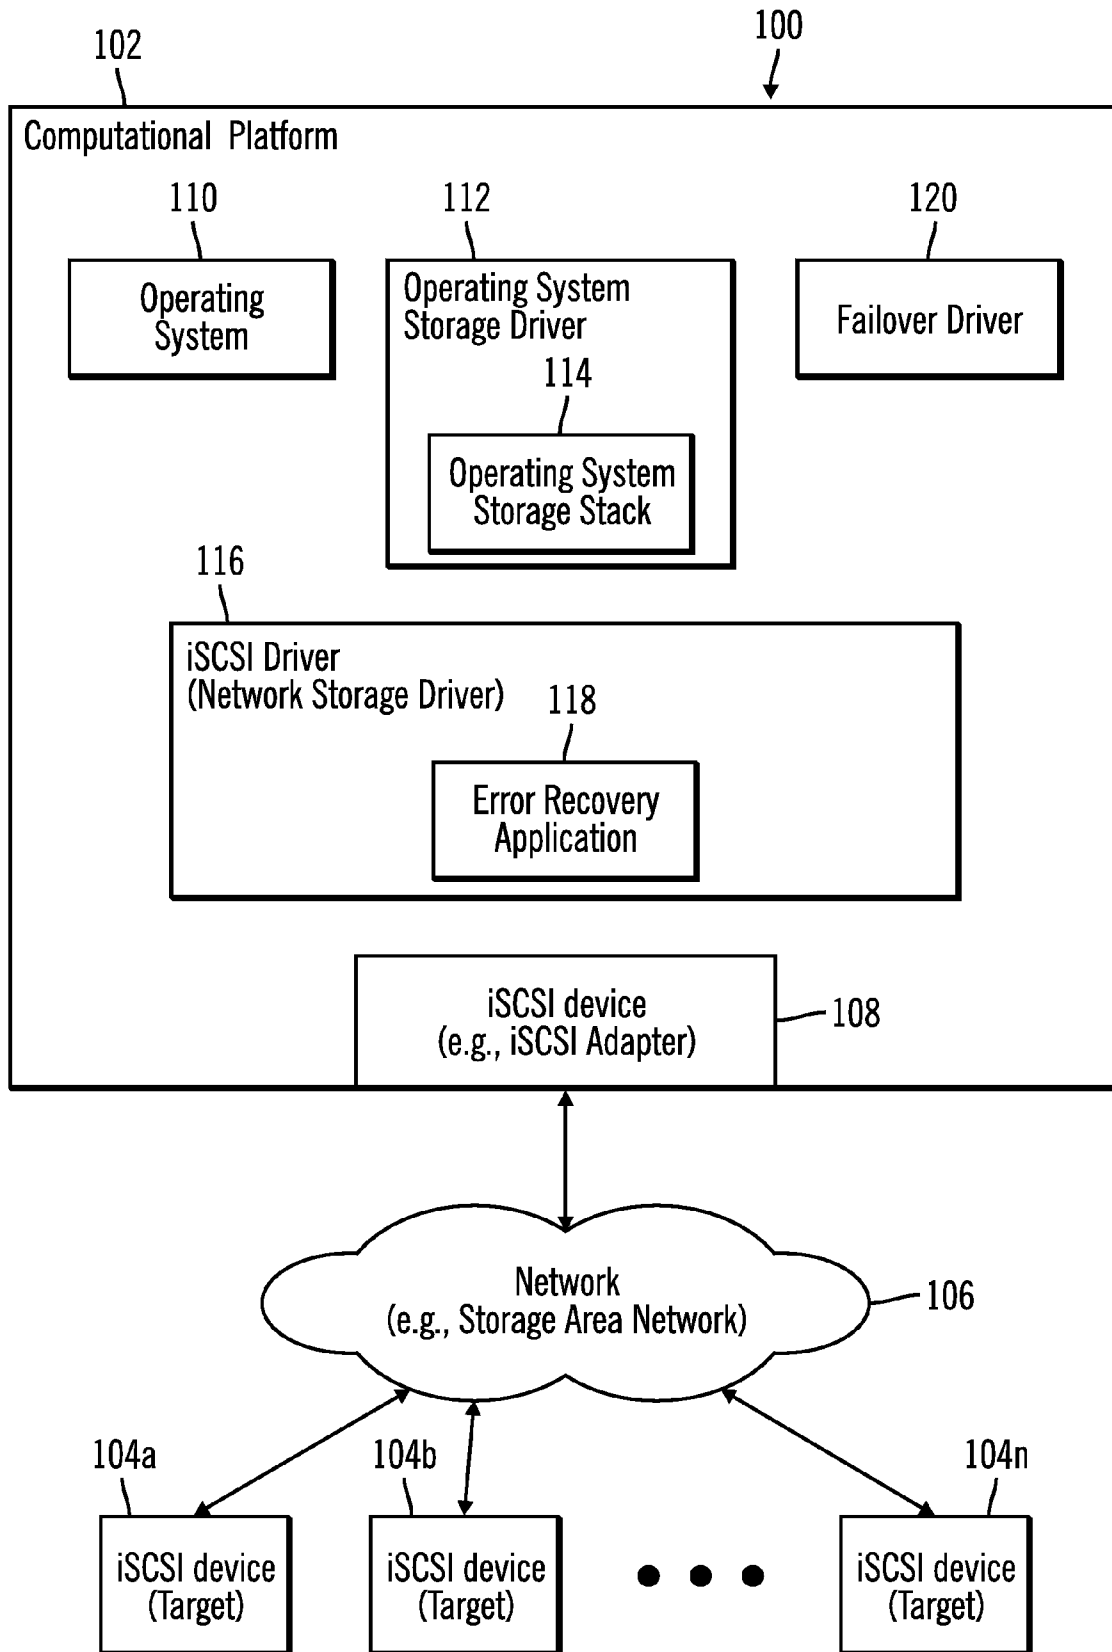 100
102
Computational Platform
110
112
120
Operating
System
Operating System
Storage Driver
Failover Driver
114
Operating System
Storage Stack
116
iSCSI Driver
(Network Storage Driver)
118
Error Recovery
Application
iSCSI device
(e.g., iSCSI Adapter)
108
Network
(e.g., Storage Area Network)
106
104a
104b
104n
iSCSI device
(Target)
iSCSI device
(Target)
iSCSI device
(Target)